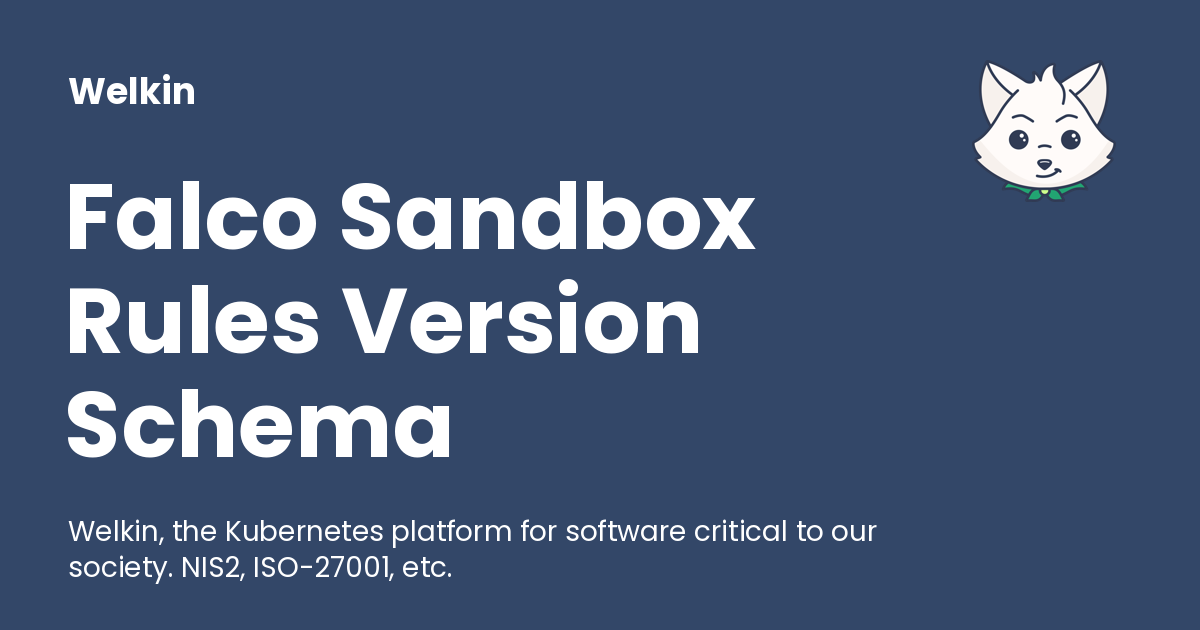 Welkin
Falco Sandbox
Rules Version
Schema
Welkin, the Kubernetes platform for software critical to our
society. NIS2, ISO-27001, etc.